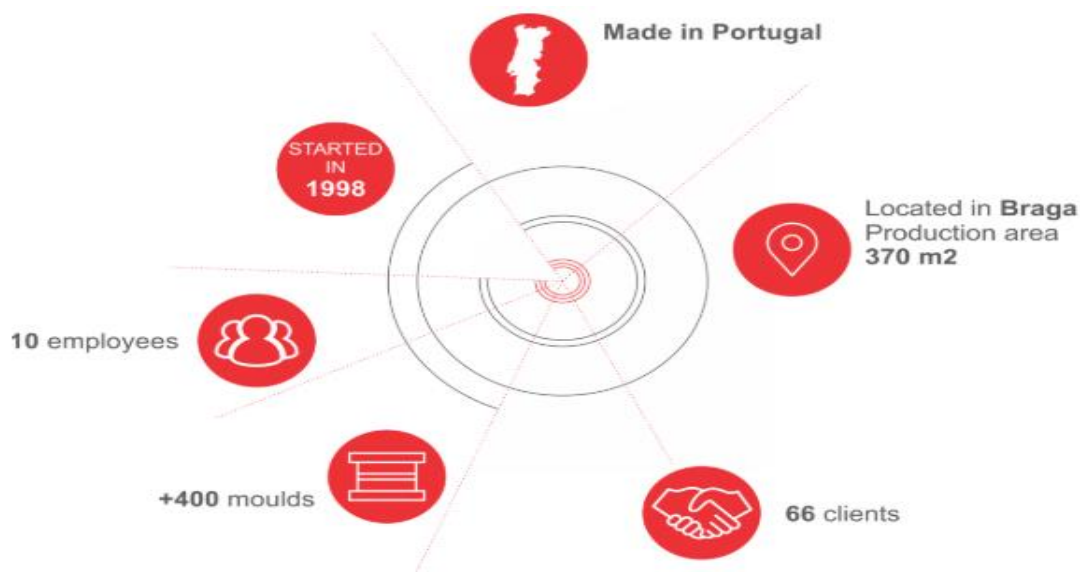 Made in Portugal
STARTED
IN
1998
Located in Braga
Production area
370 m2
10 employees
+400 moulds
66 clients